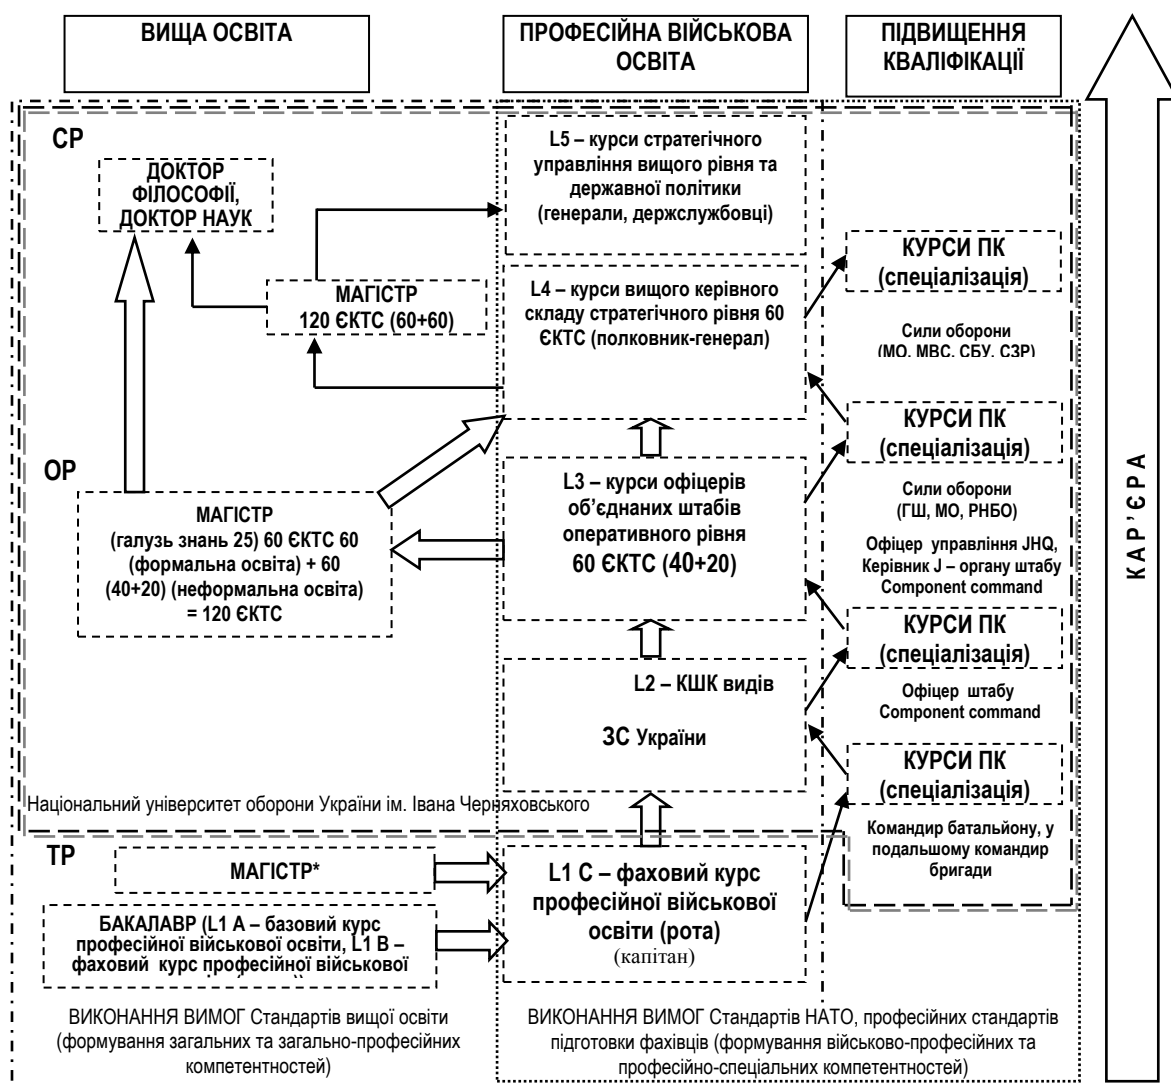 ВИЩА ОСВІТА
ПРОФЕСІЙНА ВІЙСЬКОВА
ОСВІТА
ПІДВИЩЕННЯ
КВАЛІФІКАЦІЇ
СР
ДОКТОР
ФІЛОСОФІЇ,
ДОКТОР НАУК
МАГІСТР
120 ЄКТС (60+60)
L5 – курси стратегічного
управління вищого рівня та
державної політики
(генерали, держслужбовці)
L4 – курси вищого керівного
складу стратегічного рівня 60
ЄКТС (полковник-генерал)
КУРСИ ПК
(спеціалізація)
Сили оборони
(МО, МВС, СБУ, СЗР)
ОР
МАГІСТР
(галузь знань 25) 60 ЄКТС 60
(формальна освіта) + 60
(40+20) (неформальна освіта)
= 120 ЄКТС
L3 – курси офіцерів
об’єднаних штабів
оперативного рівня
60 ЄКТС (40+20)
КУРСИ ПК
(спеціалізація)
Сили оборони
(ГШ, МО, РНБО)
Офіцер управління JHQ,
Керівник J – органу штабу
Component command
L2 – КШК видів
ЗС України
КУРСИ ПК
(спеціалізація)
Офіцер штабу
Component command
КУРСИ ПК
(спеціалізація)
Командир батальйону, у
подальшому командир
бригади
Національний університет оборони України ім. Івана Черняховського
ТР
МАГІСТР*
БАКАЛАВР (L1 А – базовий курс
професійної військової освіти, L1 В –
фаховий курс професійної військової
L1 С – фаховий курс
професійної військової
освіти (рота)
(капітан)
ВИКОНАННЯ ВИМОГ Стандартів вищої освіти
(формування загальних та загально-професійних
компетентностей)
ВИКОНАННЯ ВИМОГ Стандартів НАТО, професійних стандартів
підготовки фахівців (формування військово-професійних та
професійно-спеціальних компетентностей)
КАР’ЄРА